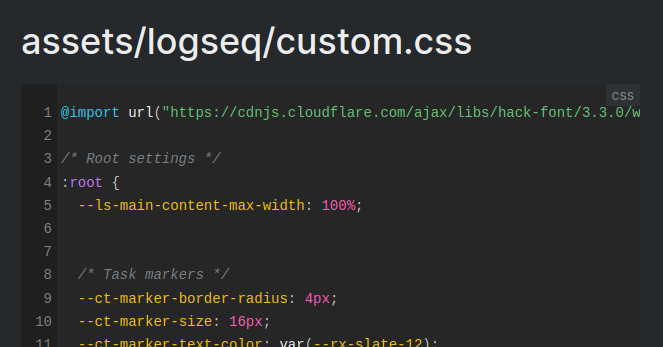 assets/logseq/custom.css
css
1 @import url("https://cdnjs.cloudflare.com/ajax/libs/hack-font/3.3.0/w
2
3 /* Root settings */
4 :root {
5   --ls-main-content-max-width: 100%;
6
7
8   /* Task markers */
9   --ct-marker-border-radius: 4px;
10   --ct-marker-size: 16px;
11   --ct-marker-text-color: var(--rx-slate-12);